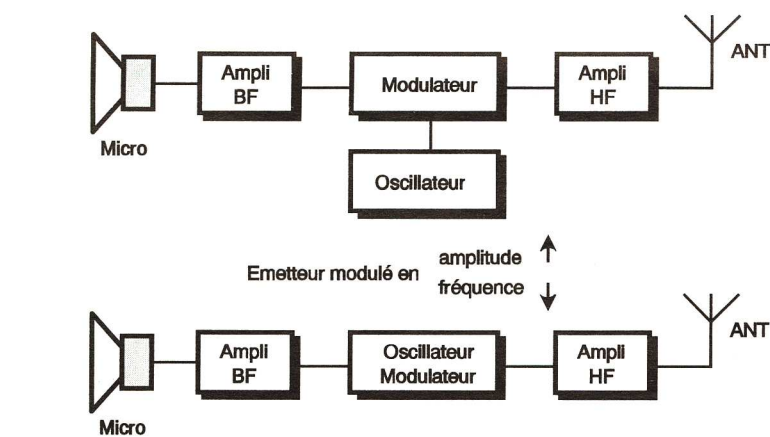 Ampli
BF
Modulateur
Ampli
HF
ANT
Micro
Oscillateur
Emetteur modulé en
amplitude
fréquence
Ampli
BF
Oscillateur
Modulateur
Ampli
HF
ANT
Micro